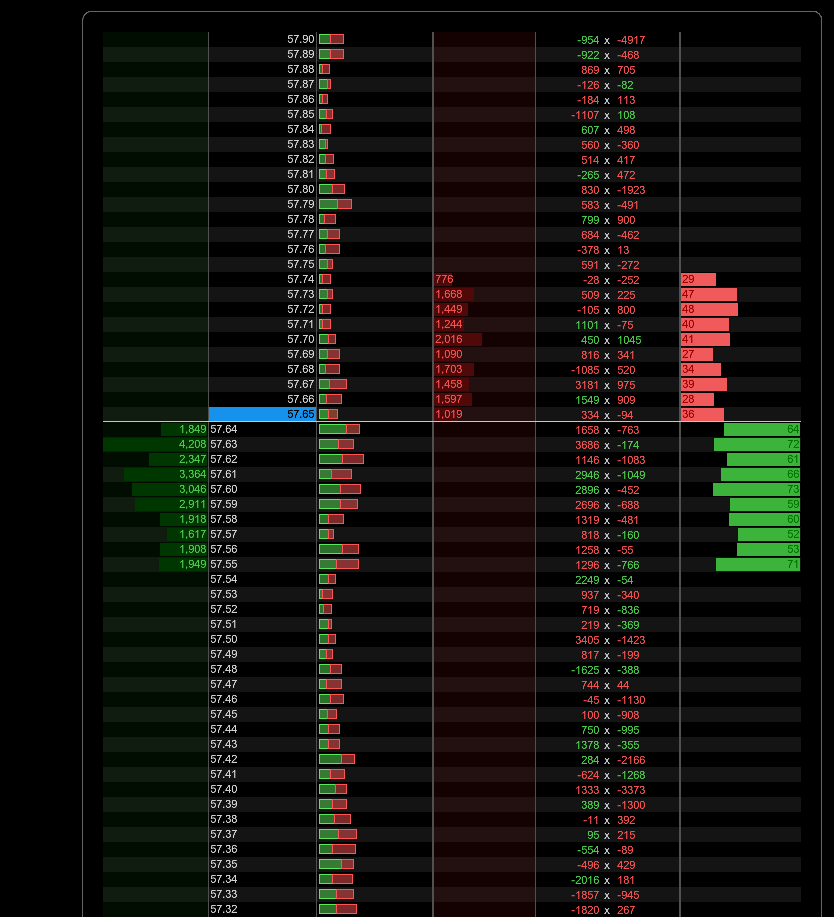 57.90 -954 x -4917
57.89 -922 x -468
57.88 869 x 705
57.87 -126 x -82
57.86 -184 x 113
57.85 -1107 x 108
57.84 607 x 498
57.83 560 x -360
57.82 514 x 417
57.81 -265 x 472
57.80 830 x -1923
57.79 583 x -491
57.78 799 x 900
57.77 684 x -462
57.76 -378 x 13
57.75 591 x -272
57.74 776 -28 x -252 29
57.73 1,668 509 x 225 47
57.72 1,449 -105 x 800 48
57.71 1,244 1101 x -75 40
57.70 2,016 450 x 1045 41
57.69 1,090 816 x 341 27
57.68 1,703 -1085 x 520 34
57.67 1,458 3181 x 975 39
57.66 1,597 1549 x 909 28
57.65 1,019 334 x -94 36
1,849 57.64 1658 x -763 64
4,208 57.63 3686 x -174 72
2,347 57.62 1146 x -1083 61
3,364 57.61 2946 x -1049 66
3,046 57.60 2896 x -452 73
2,911 57.59 2696 x -688 59
1,918 57.58 1319 x -481 60
1,617 57.57 818 x -160 52
1,908 57.56 1258 x -55 53
1,949 57.55 1296 x -766 71
57.54 2249 x -54
57.53 937 x -340
57.52 719 x -836
57.51 219 x -369
57.50 3405 x -1423
57.49 817 x -199
57.48 -1625 x -388
57.47 744 x 44
57.46 -45 x -1130
57.45 100 x -908
57.44 750 x -995
57.43 1378 x -355
57.42 284 x -2166
57.41 -624 x -1268
57.40 1333 x -3373
57.39 389 x -1300
57.38 -11 x 392
57.37 95 x 215
57.36 -554 x -89
57.35 -496 x 429
57.34 -2016 x 181
57.33 -1857 x -945
57.32 -1820 x 267